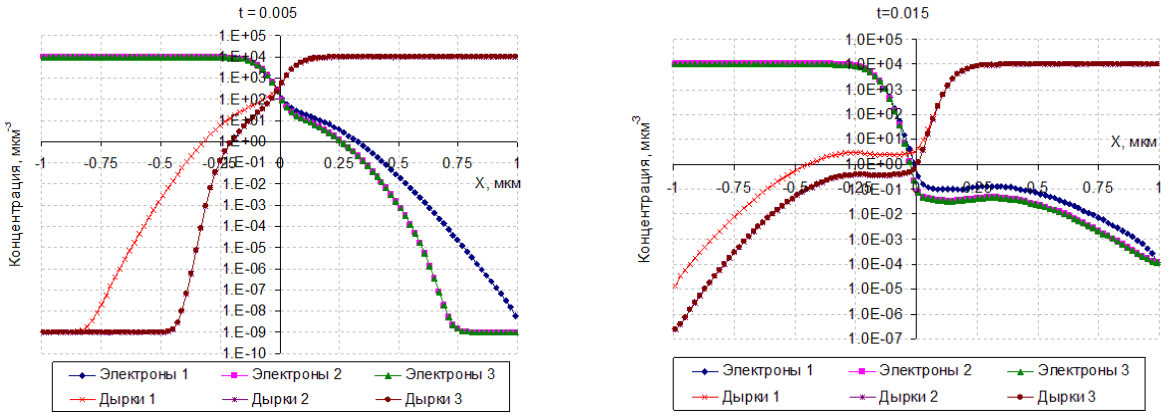 t = 0.005
Концентрация, мкм-3
1.E+05
1.E+04
1.E+03
1.E+02
1.E+01
1.E+00
1.E-01
1.E-02
1.E-03
1.E-04
1.E-05
1.E-06
1.E-07
1.E-08
1.E-09
1.E-10
-1 -0.75 -0.5 -0.25 0 0.25 0.5 0.75 1
X, мкм
Электроны 1 Электроны 2 Электроны 3
Дырки 1 Дырки 2 Дырки 3
t=0.015
Концентрация, мкм-3
1.0E+05
1.0E+04
1.0E+03
1.0E+02
1.0E+01
1.0E+00
1.0E-01
1.0E-02
1.0E-03
1.0E-04
1.0E-05
1.0E-06
1.0E-07
X, мкм
-1 -0.75 -0.5 -0.25 0 0.25 0.5 0.75 1
Электроны 1 Электроны 2 Электроны 3
Дырки 1 Дырки 2 Дырки 3